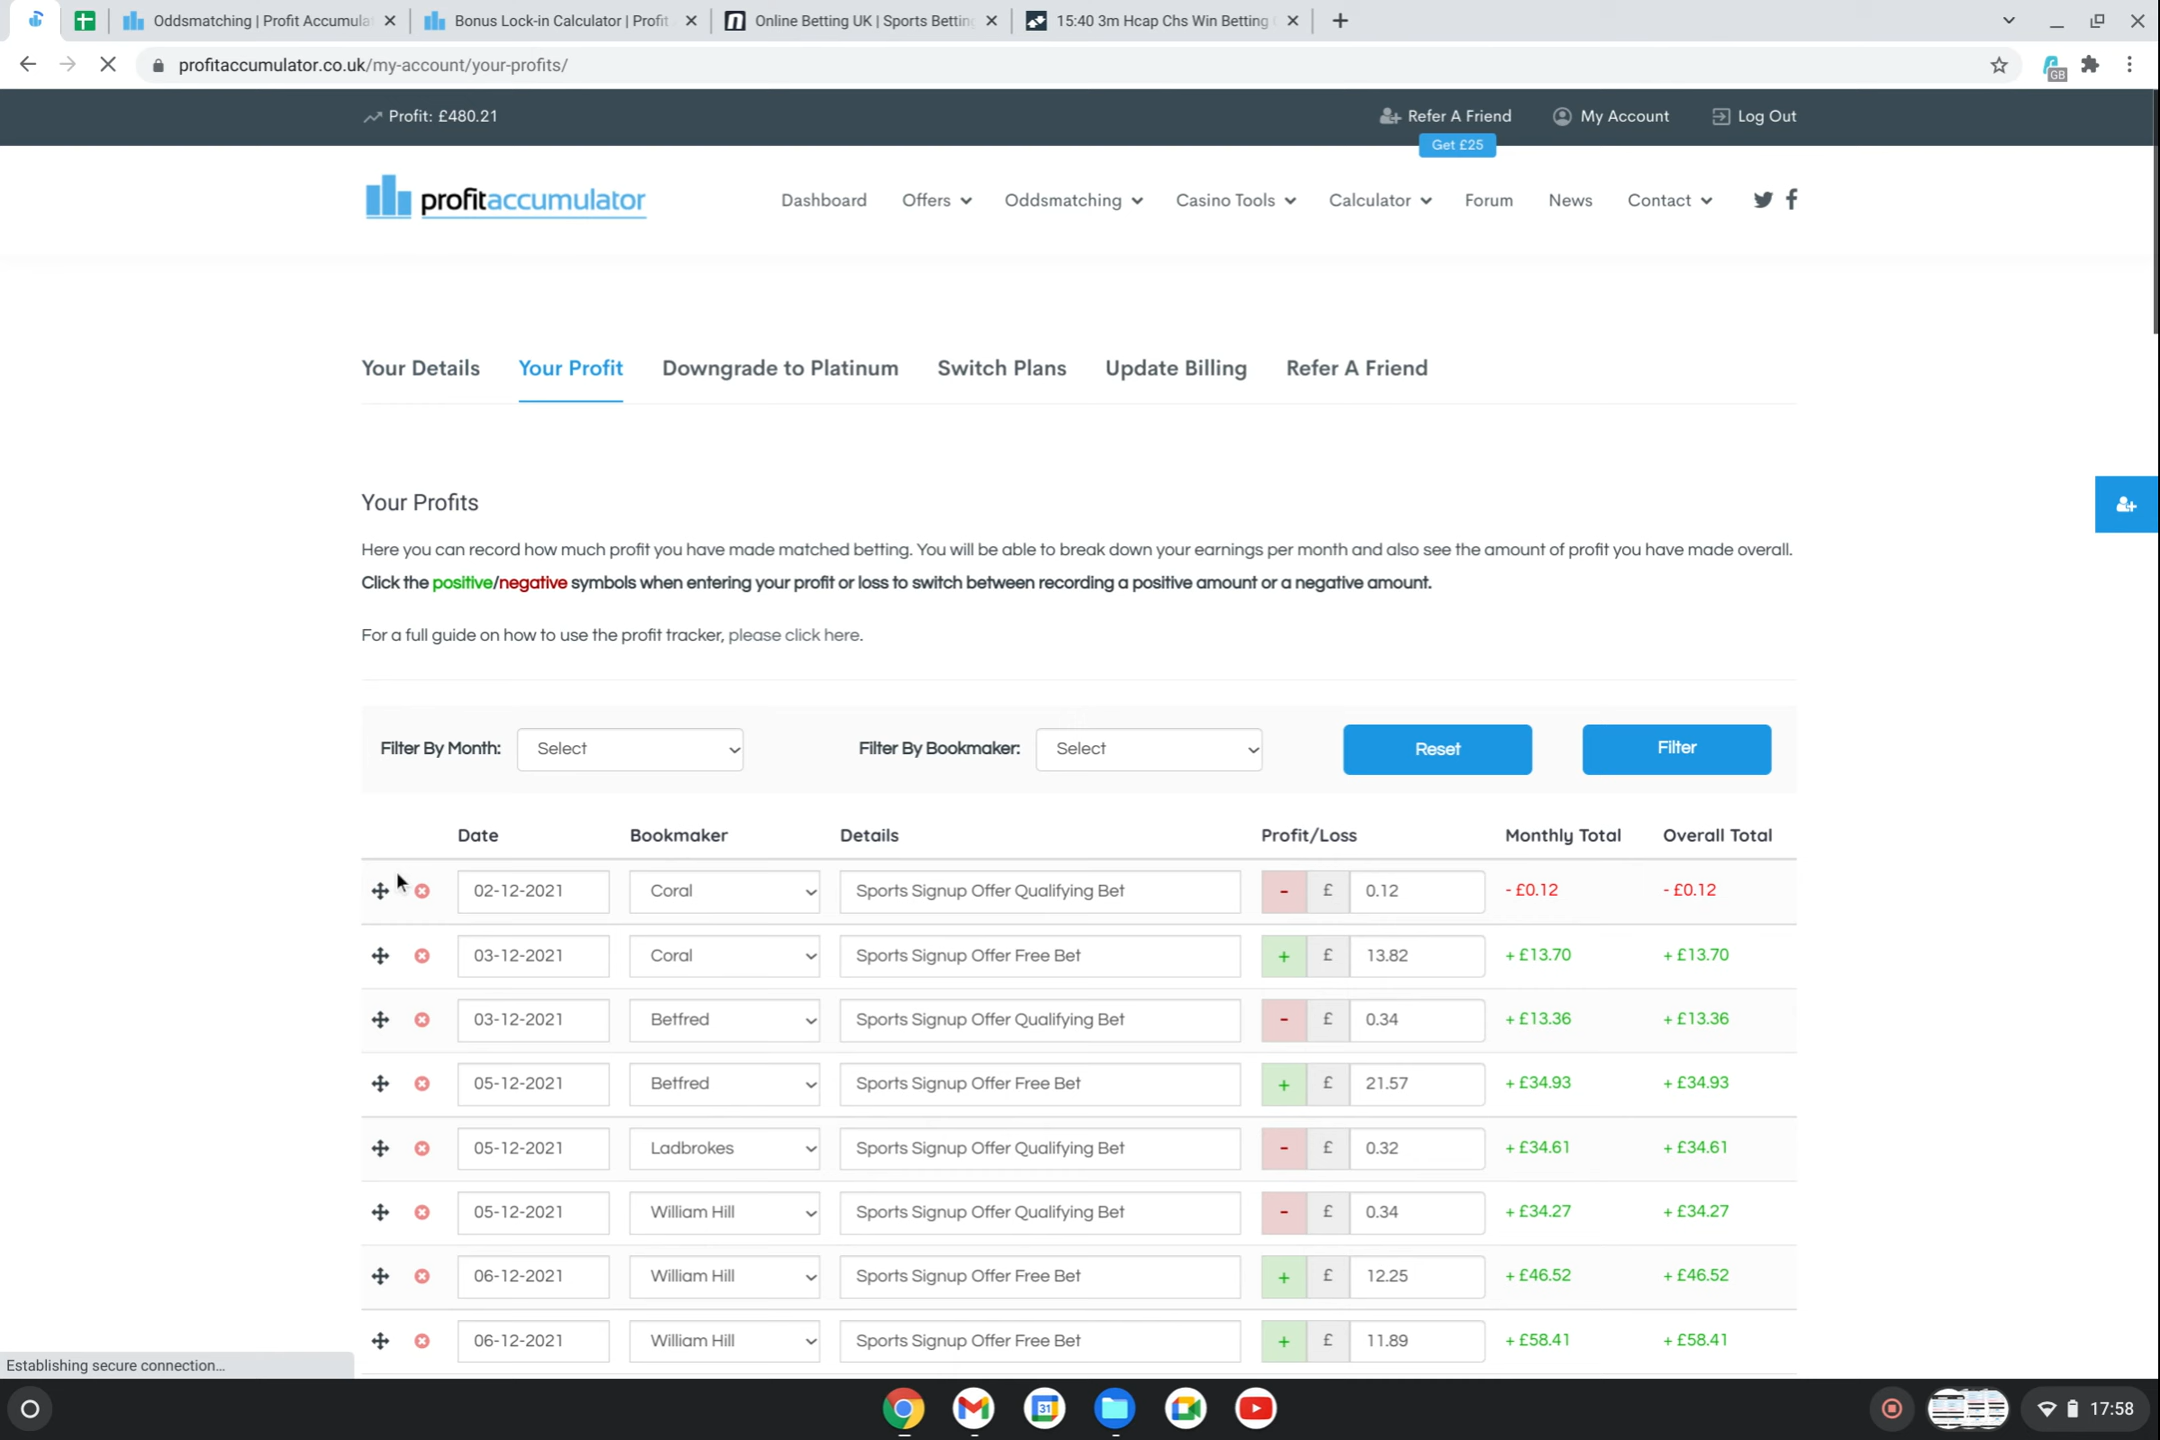 Oddsmatching | Profit Accumula
Bonus Lock-in Calculator | Profit
Online Betting UK | Sports Betting
15:40 3m Hcap Chs Win Betting
profitaccumulator.co.uk/my-account/your-profits/
GB
Profit: £480.21
Refer A Friend
My Account
Log Out
Get £25
profitaccumulator
Dashboard
Offers
Oddsmatching
Casino Tools
Calculator
Forum
News
Contact
Your Details
Your Profit
Downgrade to Platinum
Switch Plans
Update Billing
Refer A Friend
Your Profits
Here you can record how much profit you have made matched betting. You will be able to break down your earnings per month and also see the amount of profit you have made overall.
Click the positive/negative symbols when entering your profit or loss to switch between recording a positive amount or a negative amount.
For a full guide on how to use the profit tracker, please click here.
Filter By Month: Select Filter By Bookmaker: Select Reset Filter
Date Bookmaker Details Profit/Loss Monthly Total Overall Total
02-12-2021 Coral Sports Signup Offer Qualifying Bet - £ 0.12 - £0.12 - £0.12
03-12-2021 Coral Sports Signup Offer Free Bet + £ 13.82 + £13.70 + £13.70
03-12-2021 Betfred Sports Signup Offer Qualifying Bet - £ 0.34 + £13.36 + £13.36
05-12-2021 Betfred Sports Signup Offer Free Bet + £ 21.57 + £34.93 + £34.93
05-12-2021 Ladbrokes Sports Signup Offer Qualifying Bet - £ 0.32 + £34.61 + £34.61
05-12-2021 William Hill Sports Signup Offer Qualifying Bet - £ 0.34 + £34.27 + £34.27
06-12-2021 William Hill Sports Signup Offer Free Bet + £ 12.25 + £46.52 + £46.52
06-12-2021 William Hill Sports Signup Offer Free Bet + £ 11.89 + £58.41 + £58.41
Establishing secure connection...
31
17:58